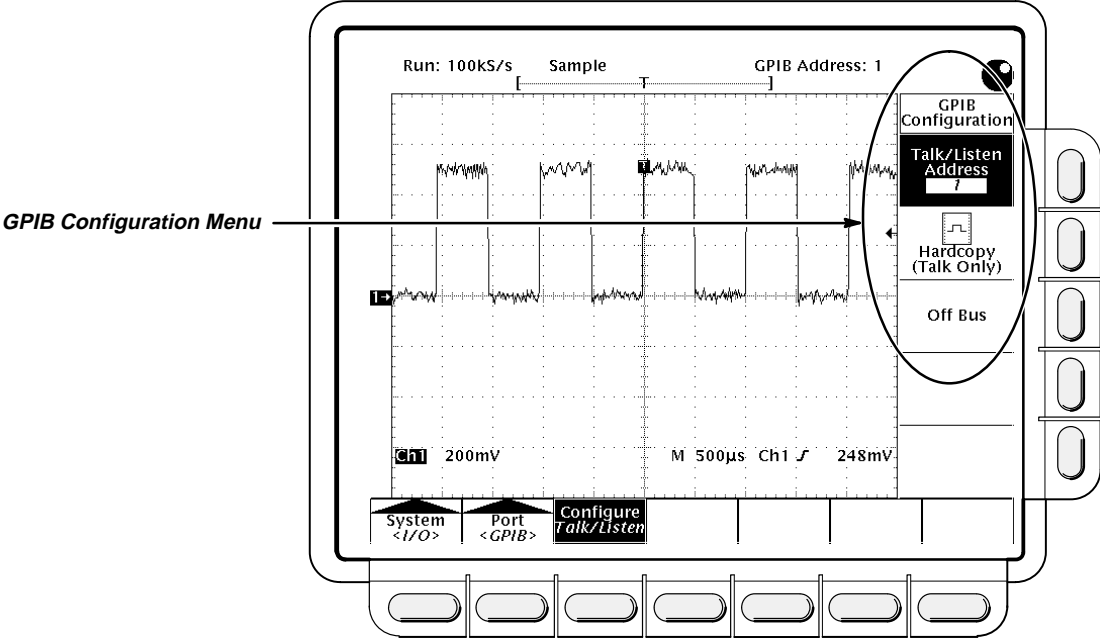 Run: 100kS/s Sample GPIB Address: 1
[ T ]
GPIB
Configuration
Talk/Listen
Address
1
GPIB Configuration Menu
Hardcopy
(Talk Only)
1
Off Bus
Ch1 200mV M 500µs Ch1 248mV
System
<I/O>
Port
<GPIB>
Configure
Talk/Listen